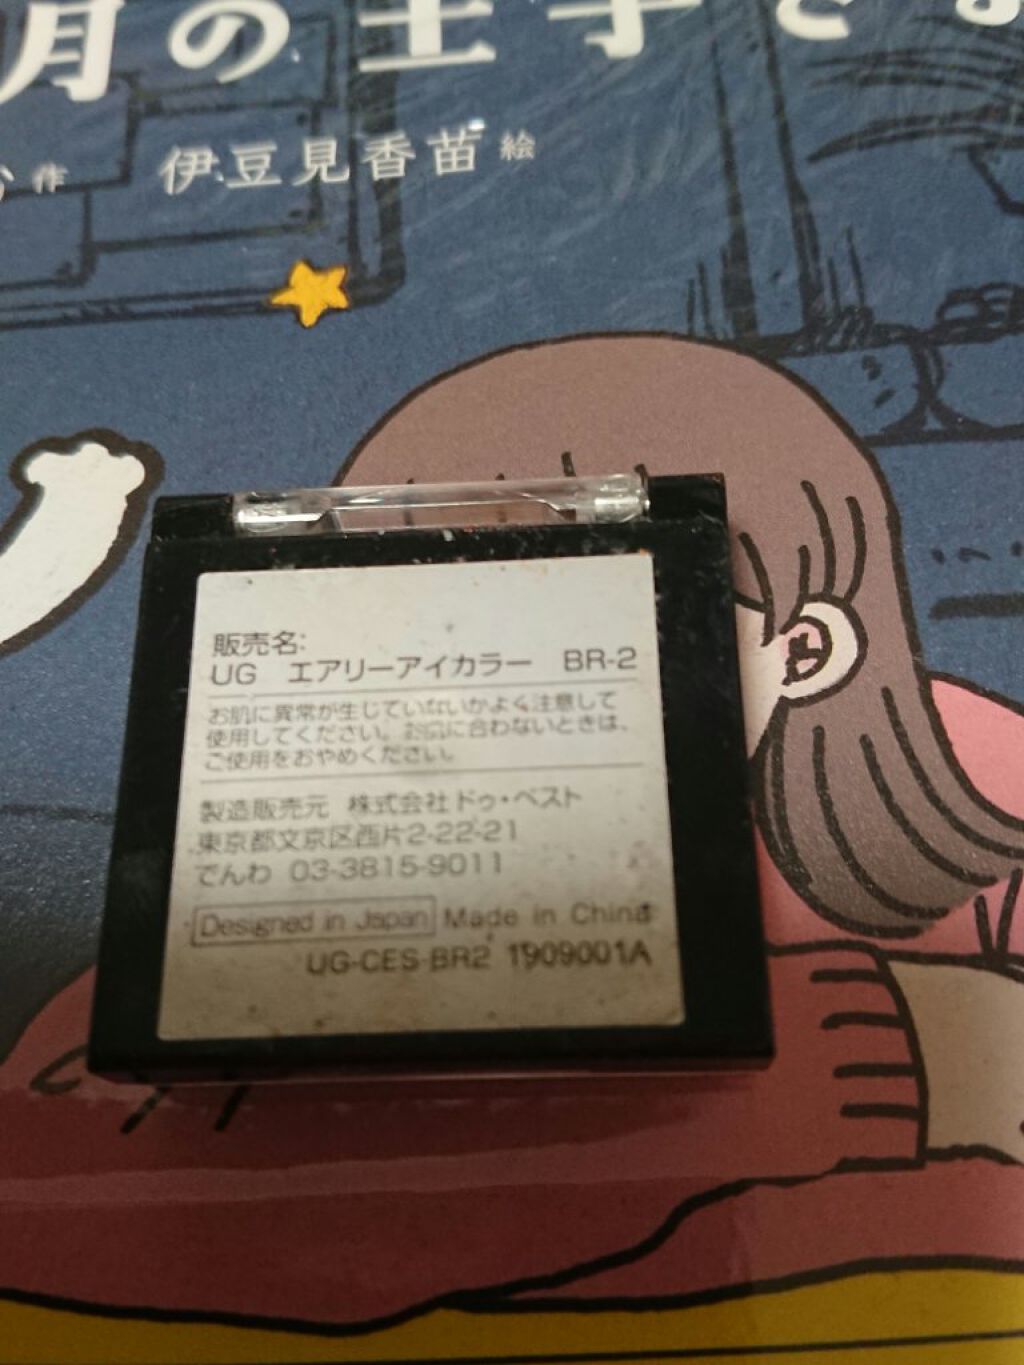 月の王子さま
作 伊豆見香苗 絵
販売名:
UG エアリーアイカラー BR-2
お肌に異常が生じていないかよく注意して
使用してください。お肌に合わないときは、
ご使用をおやめください。
製造販売元 株式会社ドゥ・ベスト
東京都文京区西片2-22-21
でんわ 03-3815-9011
Designed in Japan Made in China
UG-CES-BR2 1909001A